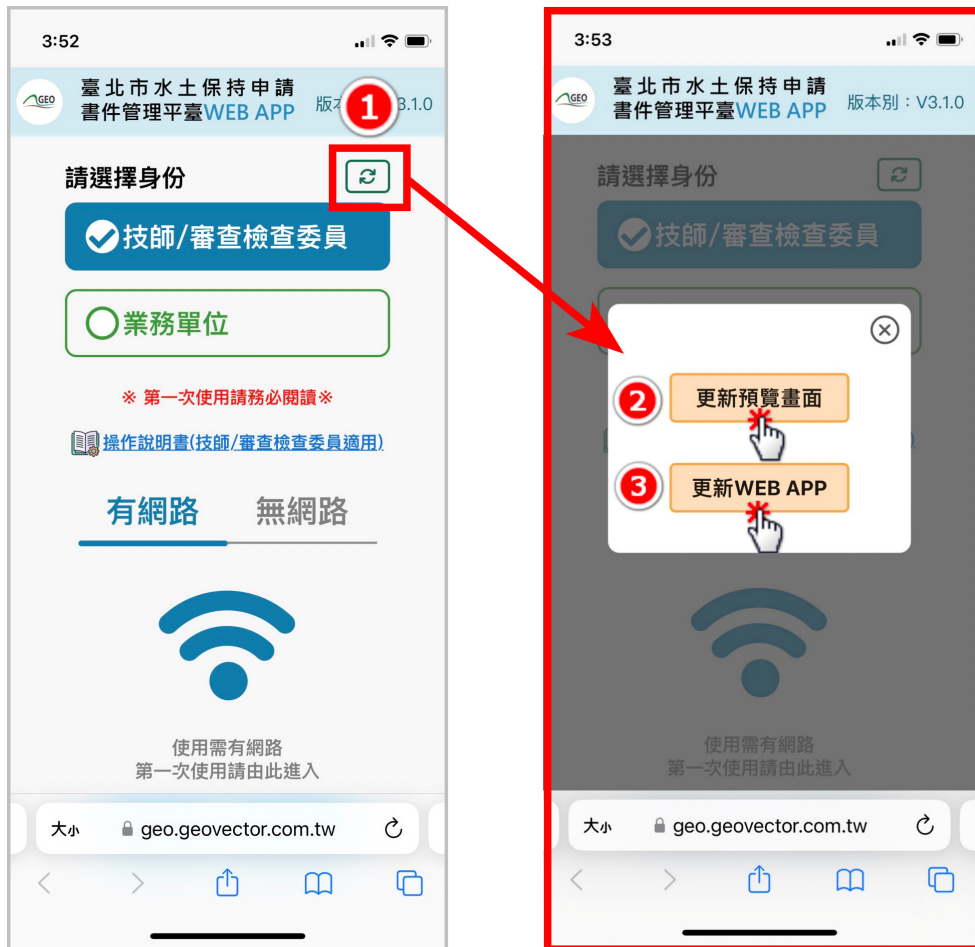 3:52
GEO
臺北市水土保持申請
書件管理平臺WEB APP
1
3.1.0
請選擇身份
技師/審查檢查委員
業務單位
※ 第一次使用請務必閱讀※
操作說明書(技師/審查檢查委員適用)
有網路 無網路
使用需有網路
第一次使用請由此進入
大小 geo.geovector.com.tw
3:53
GEO
臺北市水土保持申請
書件管理平臺WEB APP
版本別：V3.1.0
請選擇身份
技師/審查檢查委員
2 更新預覽畫面
3 更新WEB APP
使用需有網路
第一次使用請由此進入
大小 geo.geovector.com.tw